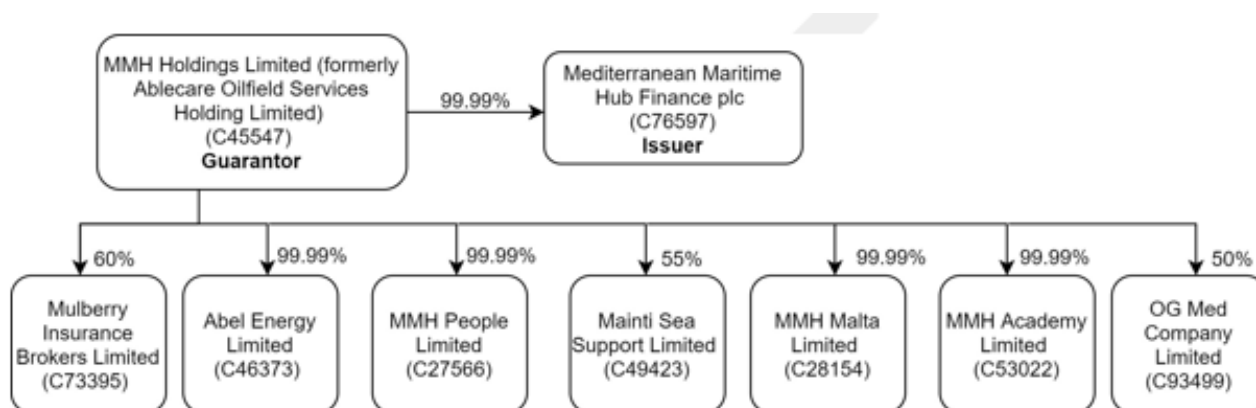 MMH Holdings Limited (formerly
Ablecare Oilfield Services
Holding Limited)
(C45547)
Guarantor
99.99%
Mediterranean Maritime
Hub Finance plc
(C76597)
Issuer
60%
99.99%
99.99%
55%
99.99%
99.99%
50%
Mulberry
Insurance
Brokers Limited
(C73395)
Abel Energy
Limited
(C46373)
MMH People
Limited
(C27566)
Mainti Sea
Support Limited
(C49423)
MMH Malta
Limited
(C28154)
MMH Academy
Limited
(C53022)
OG Med
Company
Limited
(C93499)